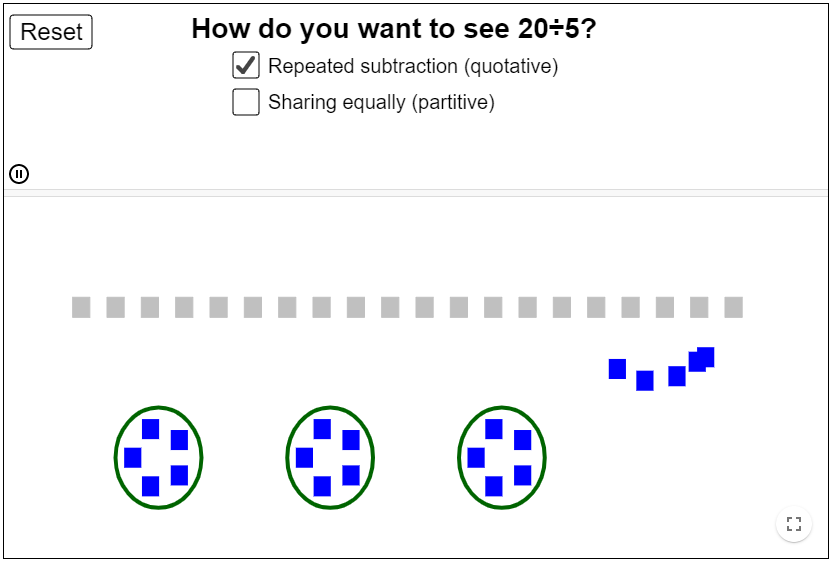 Reset
How do you want to see 20÷5?
Repeated subtraction (quotative)
Sharing equally (partitive)